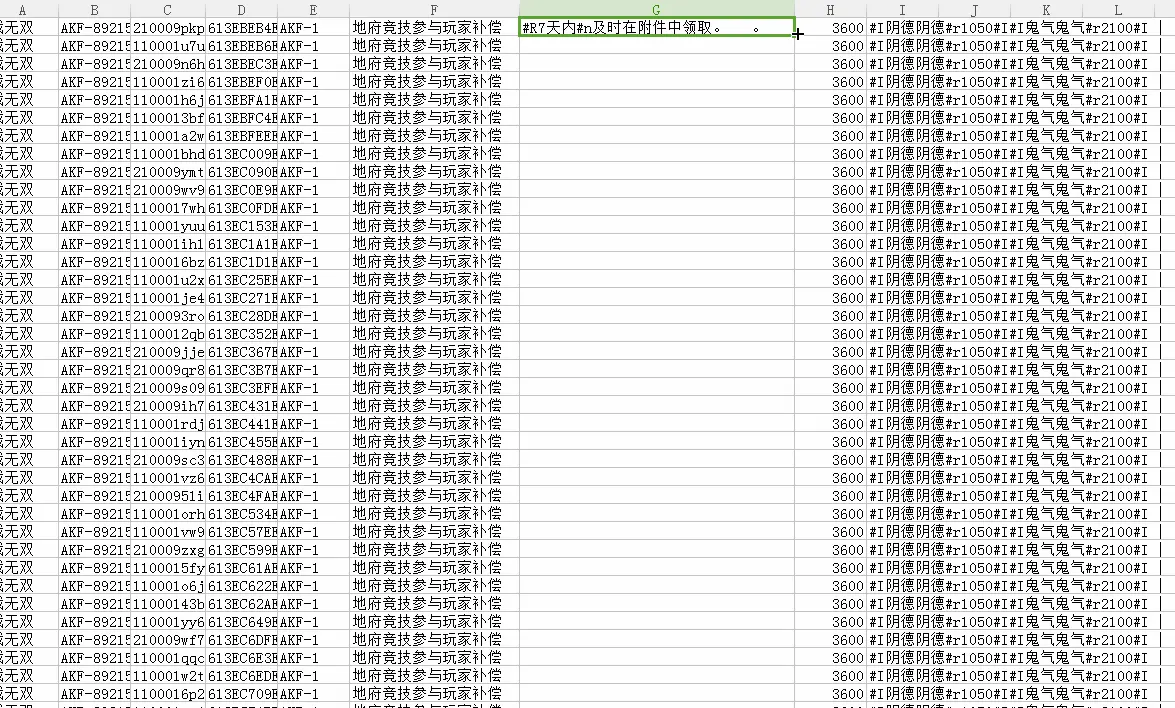 A B C D E F G H I J K L
无双 AKF-89215 210009pkp 613EBEB4E AKF-1 地府竞技参与玩家补偿 #R7天内#n及时在附件中领取。 。 3600 #I阴德阴德#r1050#I#I鬼气鬼气#r2100#I
无双 AKF-89215 110001u7u 613EBEB6E AKF-1 地府竞技参与玩家补偿 3600 #I阴德阴德#r1050#I#I鬼气鬼气#r2100#I
无双 AKF-89215 210009n6h 613EBEC3E AKF-1 地府竞技参与玩家补偿 3600 #I阴德阴德#r1050#I#I鬼气鬼气#r2100#I
无双 AKF-89215 110001zi6 613EBEF0E AKF-1 地府竞技参与玩家补偿 3600 #I阴德阴德#r1050#I#I鬼气鬼气#r2100#I
无双 AKF-89215 110001h6j 613EBFA1E AKF-1 地府竞技参与玩家补偿 3600 #I阴德阴德#r1050#I#I鬼气鬼气#r2100#I
无双 AKF-89215 1100013bf 613EBFC4E AKF-1 地府竞技参与玩家补偿 3600 #I阴德阴德#r1050#I#I鬼气鬼气#r2100#I
无双 AKF-89215 110001a2w 613EBFEEE AKF-1 地府竞技参与玩家补偿 3600 #I阴德阴德#r1050#I#I鬼气鬼气#r2100#I
无双 AKF-89215 110001bhd 613EC009E AKF-1 地府竞技参与玩家补偿 3600 #I阴德阴德#r1050#I#I鬼气鬼气#r2100#I
无双 AKF-89215 210009ymt 613EC090E AKF-1 地府竞技参与玩家补偿 3600 #I阴德阴德#r1050#I#I鬼气鬼气#r2100#I
无双 AKF-89215 210009wv9 613EC0E9E AKF-1 地府竞技参与玩家补偿 3600 #I阴德阴德#r1050#I#I鬼气鬼气#r2100#I
无双 AKF-89215 1100017wh 613EC0FDE AKF-1 地府竞技参与玩家补偿 3600 #I阴德阴德#r1050#I#I鬼气鬼气#r2100#I
无双 AKF-89215 110001yuu 613EC153E AKF-1 地府竞技参与玩家补偿 3600 #I阴德阴德#r1050#I#I鬼气鬼气#r2100#I
无双 AKF-89215 110001ih1 613EC1A1E AKF-1 地府竞技参与玩家补偿 3600 #I阴德阴德#r1050#I#I鬼气鬼气#r2100#I
无双 AKF-89215 1100016bz 613EC1D1E AKF-1 地府竞技参与玩家补偿 3600 #I阴德阴德#r1050#I#I鬼气鬼气#r2100#I
无双 AKF-89215 110001u2x 613EC25EE AKF-1 地府竞技参与玩家补偿 3600 #I阴德阴德#r1050#I#I鬼气鬼气#r2100#I
无双 AKF-89215 110001je4 613EC271E AKF-1 地府竞技参与玩家补偿 3600 #I阴德阴德#r1050#I#I鬼气鬼气#r2100#I
无双 AKF-89215 2100093ro 613EC28DE AKF-1 地府竞技参与玩家补偿 3600 #I阴德阴德#r1050#I#I鬼气鬼气#r2100#I
无双 AKF-89215 1100012qb 613EC352E AKF-1 地府竞技参与玩家补偿 3600 #I阴德阴德#r1050#I#I鬼气鬼气#r2100#I
无双 AKF-89215 210009jje 613EC367E AKF-1 地府竞技参与玩家补偿 3600 #I阴德阴德#r1050#I#I鬼气鬼气#r2100#I
无双 AKF-89215 210009qr8 613EC3B7E AKF-1 地府竞技参与玩家补偿 3600 #I阴德阴德#r1050#I#I鬼气鬼气#r2100#I
无双 AKF-89215 210009s09 613EC3EFE AKF-1 地府竞技参与玩家补偿 3600 #I阴德阴德#r1050#I#I鬼气鬼气#r2100#I
无双 AKF-89215 210009ih7 613EC431E AKF-1 地府竞技参与玩家补偿 3600 #I阴德阴德#r1050#I#I鬼气鬼气#r2100#I
无双 AKF-89215 110001rdj 613EC441E AKF-1 地府竞技参与玩家补偿 3600 #I阴德阴德#r1050#I#I鬼气鬼气#r2100#I
无双 AKF-89215 110001iyn 613EC455E AKF-1 地府竞技参与玩家补偿 3600 #I阴德阴德#r1050#I#I鬼气鬼气#r2100#I
无双 AKF-89215 210009sc3 613EC488E AKF-1 地府竞技参与玩家补偿 3600 #I阴德阴德#r1050#I#I鬼气鬼气#r2100#I
无双 AKF-89215 110001vz6 613EC4CAE AKF-1 地府竞技参与玩家补偿 3600 #I阴德阴德#r1050#I#I鬼气鬼气#r2100#I
无双 AKF-89215 613EC4FAE AKF-1 地府竞技参与玩家补偿 3600 #I阴德阴德#r1050#I#I鬼气鬼气#r2100#I
无双 AKF-89215 110001orh 613EC534E AKF-1 地府竞技参与玩家补偿 3600 #I阴德阴德#r1050#I#I鬼气鬼气#r2100#I
无双 AKF-89215 110001vw9 613EC57EE AKF-1 地府竞技参与玩家补偿 3600 #I阴德阴德#r1050#I#I鬼气鬼气#r2100#I
无双 AKF-89215 210009zxg 613EC599E AKF-1 地府竞技参与玩家补偿 3600 #I阴德阴德#r1050#I#I鬼气鬼气#r2100#I
无双 AKF-89215 1100015fy 613EC61AE AKF-1 地府竞技参与玩家补偿 3600 #I阴德阴德#r1050#I#I鬼气鬼气#r2100#I
无双 AKF-89215 110001o6j 613EC622E AKF-1 地府竞技参与玩家补偿 3600 #I阴德阴德#r1050#I#I鬼气鬼气#r2100#I
无双 AKF-89215 11000143b 613EC62AE AKF-1 地府竞技参与玩家补偿 3600 #I阴德阴德#r1050#I#I鬼气鬼气#r2100#I
无双 AKF-89215 110001yy6 613EC649E AKF-1 地府竞技参与玩家补偿 3600 #I阴德阴德#r1050#I#I鬼气鬼气#r2100#I
无双 AKF-89215 210009wf7 613EC6DFE AKF-1 地府竞技参与玩家补偿 3600 #I阴德阴德#r1050#I#I鬼气鬼气#r2100#I
无双 AKF-89215 110001qqc 613EC6E3E AKF-1 地府竞技参与玩家补偿 3600 #I阴德阴德#r1050#I#I鬼气鬼气#r2100#I
无双 AKF-89215 110001w2t 613EC6EDE AKF-1 地府竞技参与玩家补偿 3600 #I阴德阴德#r1050#I#I鬼气鬼气#r2100#I
无双 AKF-89215 1100016p2 613EC709E AKF-1 地府竞技参与玩家补偿 3600 #I阴德阴德#r1050#I#I鬼气鬼气#r2100#I